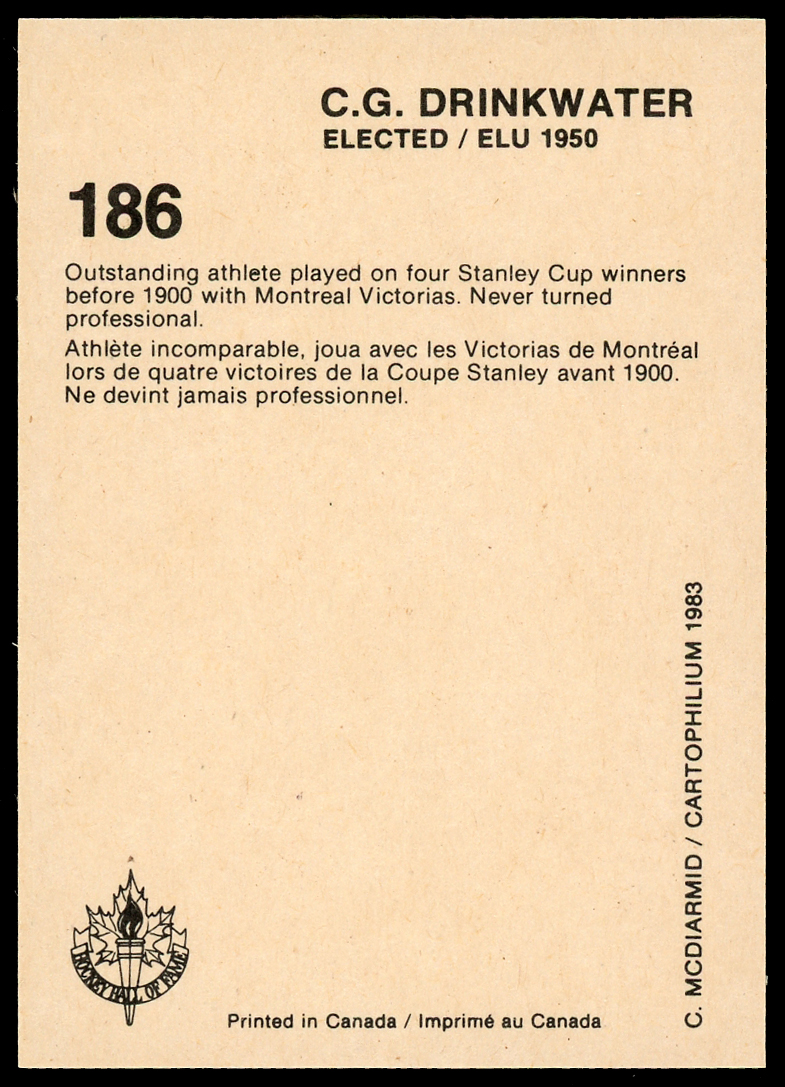 C.G. DRINKWATER
ELECTED / ELU 1950
186
Outstanding athlete played on four Stanley Cup winners
before 1900 with Montreal Victorias. Never turned
professional.
Athlète incomparable, joua avec les Victorias de Montréal
lors de quatre victoires de la Coupe Stanley avant 1900.
Ne devint jamais professionnel.
C. MCDIARMID / CARTOPHILIUM 1983
HOCKEY HALL OF FAME
Printed in Canada / Imprimé au Canada